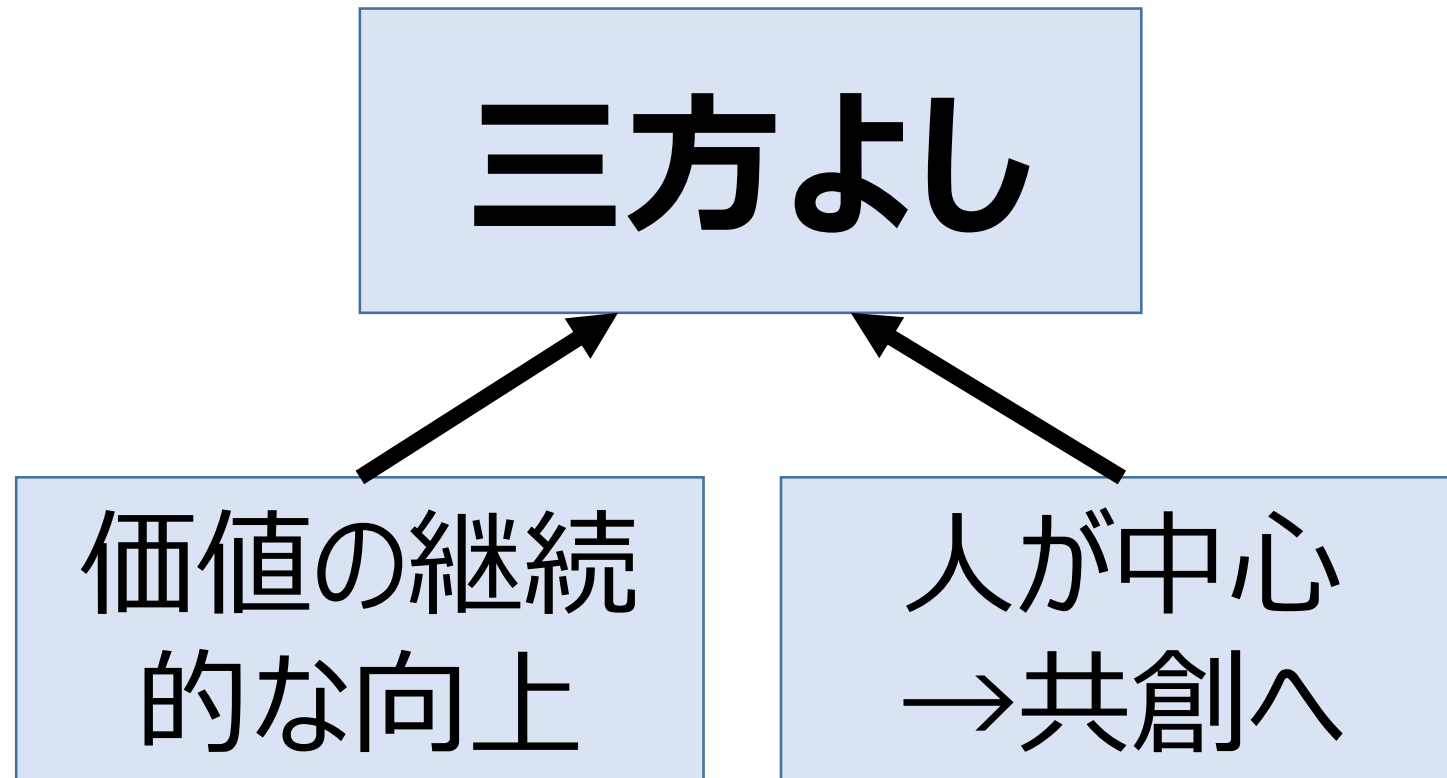 三方よし
価値の継続
的な向上
人が中心
→共創へ